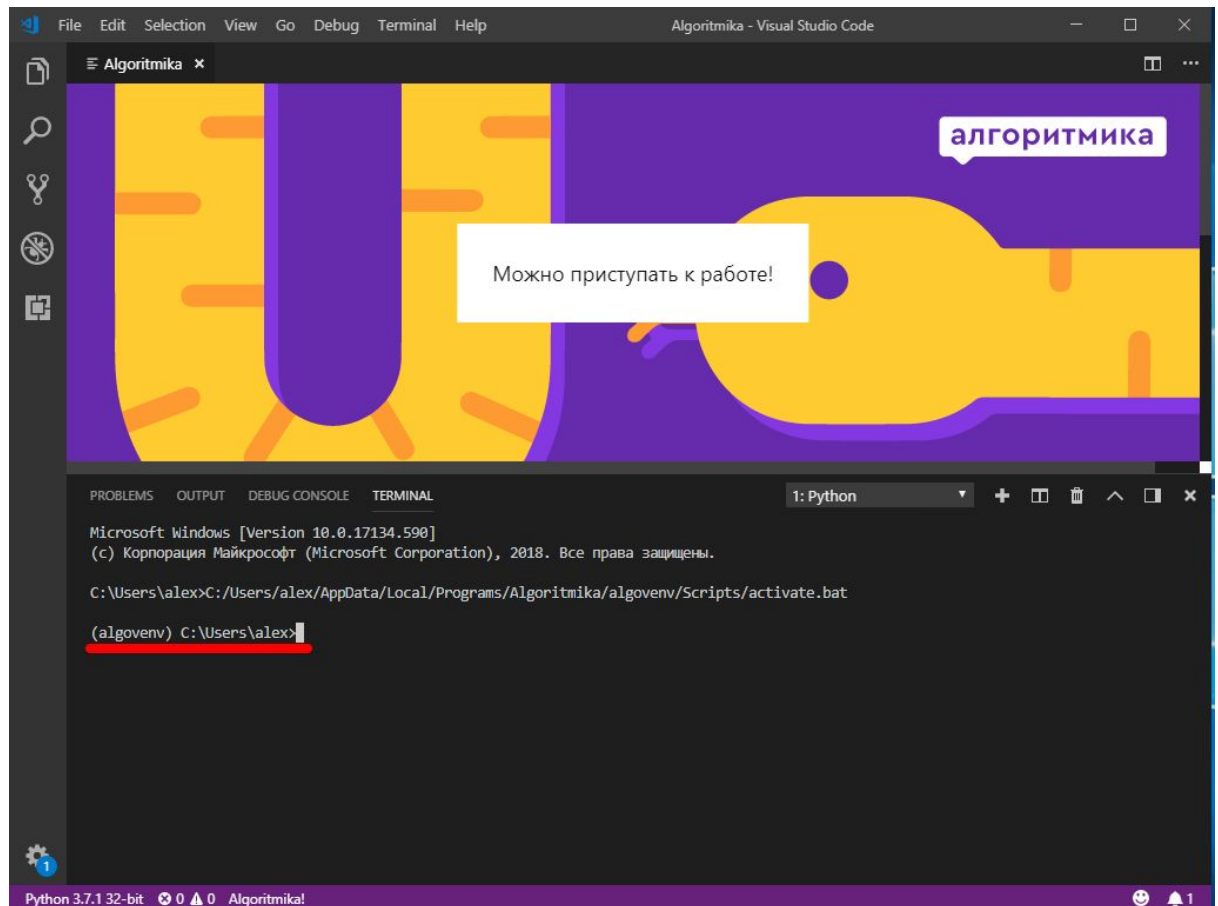 File Edit Selection View Go Debug Terminal Help Algoritmika - Visual Studio Code
Algoritmika
алгоритмика
Можно приступать к работе!
PROBLEMS OUTPUT DEBUG CONSOLE TERMINAL 1: Python
Microsoft Windows [Version 10.0.17134.590]
(c) Корпорация Майкрософт (Microsoft Corporation), 2018. Все права защищены.
C:\Users\alex>C:/Users/alex/AppData/Local/Programs/Algoritmika/algovenv/Scripts/activate.bat
(algovenv) C:\Users\alex>
1
Python 3.7.1 32-bit 0 0 Algoritmika! 1